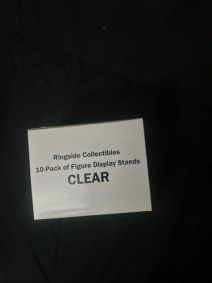 Ringside Collectibles
10-Pack of Figure Display Stands
CLEAR